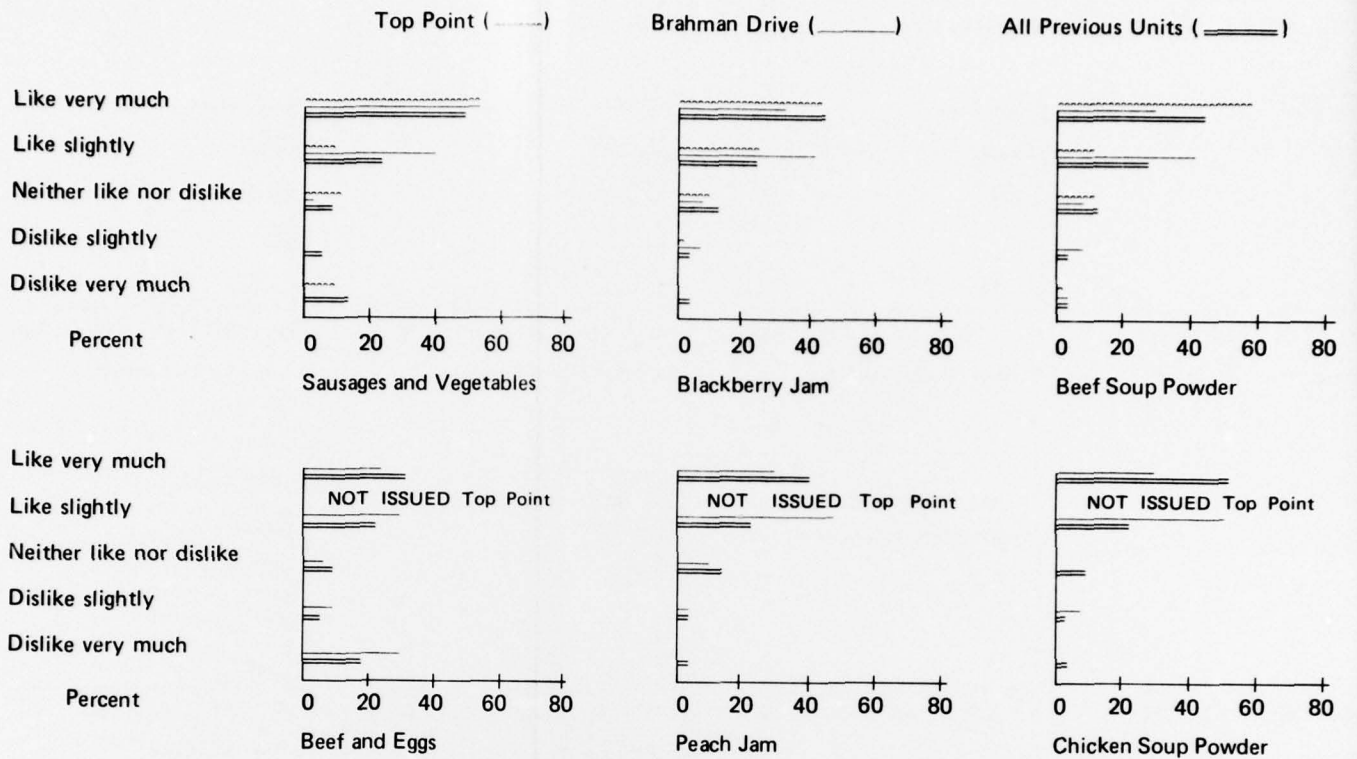 Top Point ( ) Brahman Drive ( ) All Previous Units ( )
Like very much
Like slightly
Neither like nor dislike
Dislike slightly
Dislike very much
Percent 0 20 40 60 80 0 20 40 60 80 0 20 40 60 80
Sausages and Vegetables Blackberry Jam Beef Soup Powder
Like very much
NOT ISSUED Top Point NOT ISSUED Top Point NOT ISSUED Top Point
Like slightly
Neither like nor dislike
Dislike slightly
Dislike very much
Percent 0 20 40 60 80 0 20 40 60 80 0 20 40 60 80
Beef and Eggs Peach Jam Chicken Soup Powder